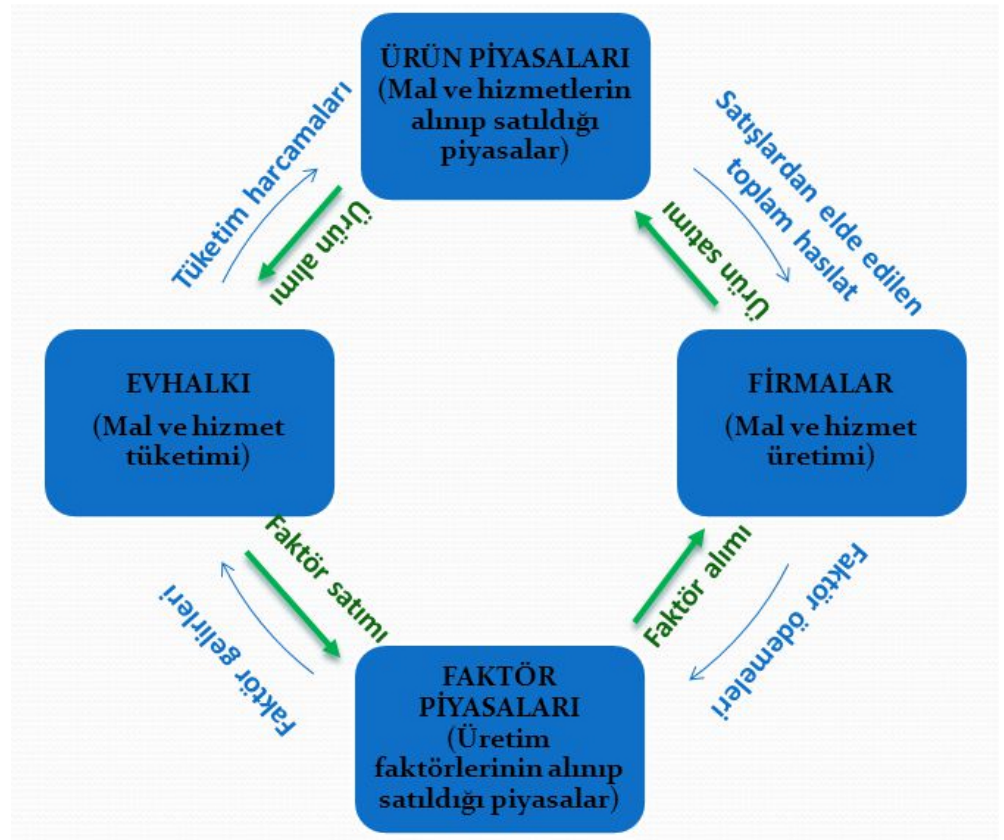 ÜRÜN PİYASALARI
(Mal ve hizmetlerin
alınıp satıldığı
piyasalar)
Tüketim harcamaları
Ürün alımı
Ürün satımı
Satışlardan elde edilen
toplam hasılat
EVHALKI
(Mal ve hizmet
tüketimi)
FİRMALAR
(Mal ve hizmet
üretimi)
Faktör satımı
Faktör gelirleri
Faktör alımı
Faktör ödemeleri
FAKTÖR
PİYASALARI
(Üretim
faktörlerinin alınıp
satıldığı piyasalar)